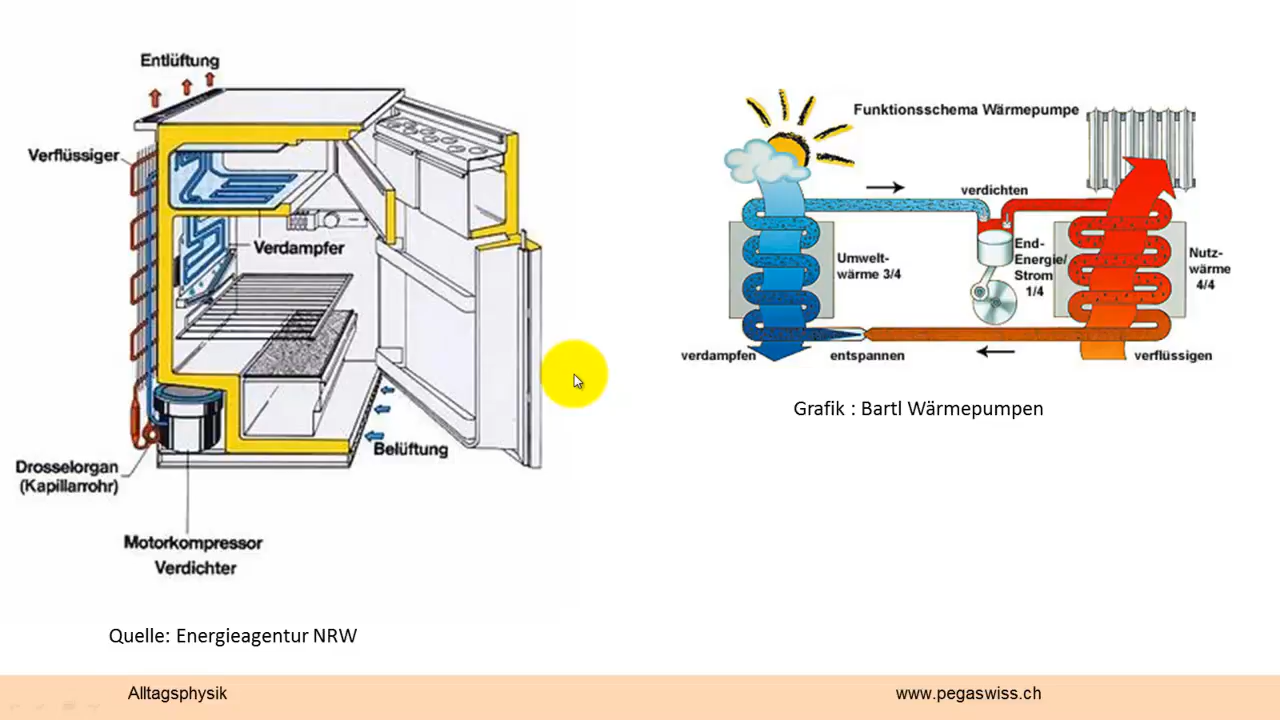 Entlüftung
Verflüssiger
Verdampfer
Belüftung
Drosselorgan
(Kapillarrohr)
Motorkompressor
Verdichter
Quelle: Energieagentur NRW
Funktionsschema Wärmepumpe
verdichten
Umwelt-
wärme 3/4
End-
Energie/
Strom
1/4
Nutz-
wärme
4/4
verdampfen
entspannen
verflüssigen
Grafik : Bartl Wärmepumpen
Alltagsphysik
www.pegaswiss.ch